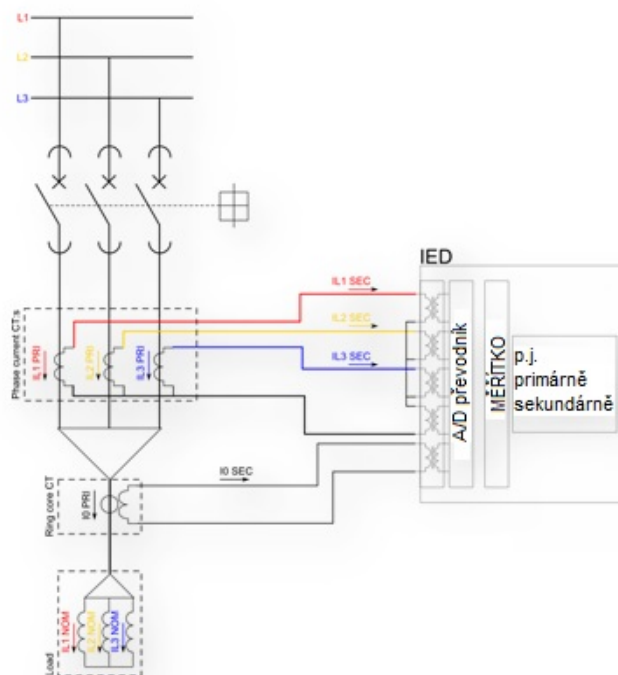 L1
L2
L3
IED
IL1 SEC
IL2 SEC
IL3 SEC
Phase current CT:s
IL1 PRI
IL2 PRI
IL3 PRI
A/D převodník
MĚŘÍTKO
p.j.
primárně
sekundárně
I0 SEC
Ring core CT
I0 PRI
Load
IL1 NOM
IL2 NOM
IL3 NOM